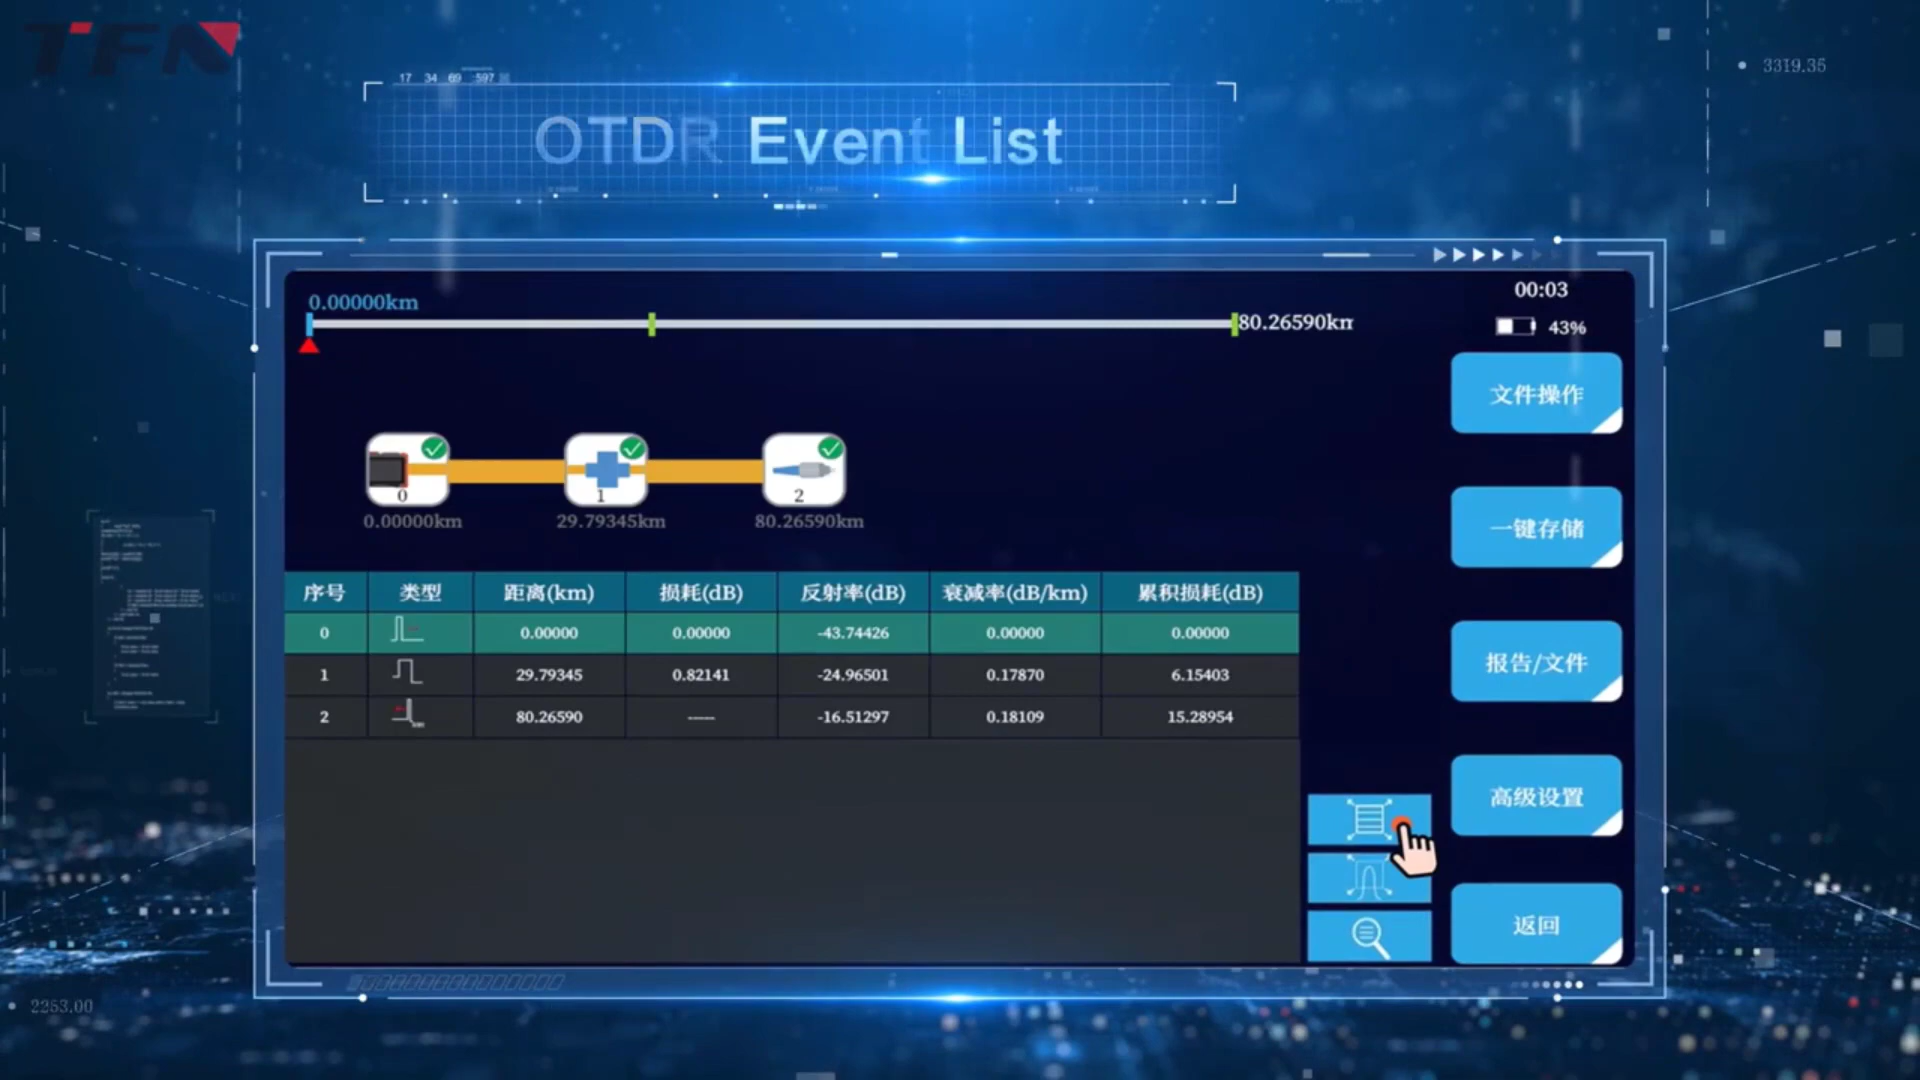 TFN
3319.35
17 34 69 -597
OTDR Event List
00:03
0.00000km
80.26590km
43%
文件操作
0
1
2
0.00000km
29.79345km
80.26590km
一键存储
序号 类型 距离(km) 损耗(dB) 反射率(dB) 衰减率(dB/km) 累积损耗(dB)
0 0.00000 0.00000 -43.74426 0.00000 0.00000
1 29.79345 0.82141 -24.96501 0.17870 6.15403
2 80.26590 ----- -16.51297 0.18109 15.28954
报告/文件
高级设置
返回
2253.00